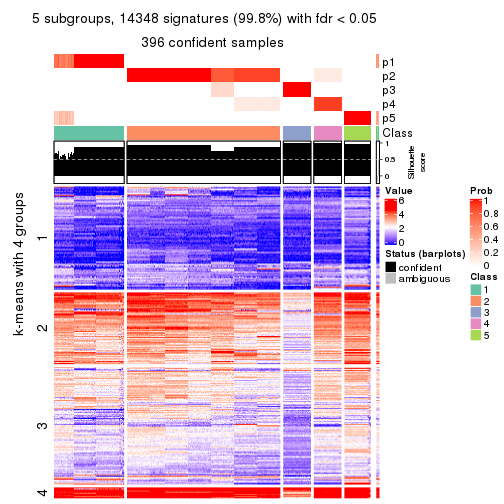 5 subgroups, 14348 signatures (99.8%) with fdr < 0.05
396 confident samples
p1
p2
p3
p4
p5
Class
1
0.5
0
Silhouette
score
k-means with 4 groups
1
2
3
4
Value
6
4
2
0
Status (barplots)
confident
ambiguous
Prob
1
0.8
0.6
0.4
0.2
0
Class
1
2
3
4
5